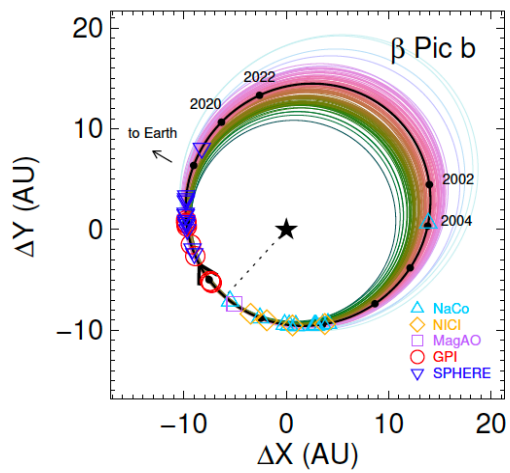 β Pic b
20
10
0
−10
ΔY (AU)
2022
2020
to Earth
2002
2004
NaCo
NICI
MagAO
GPI
SPHERE
−10 0 10 20
ΔX (AU)